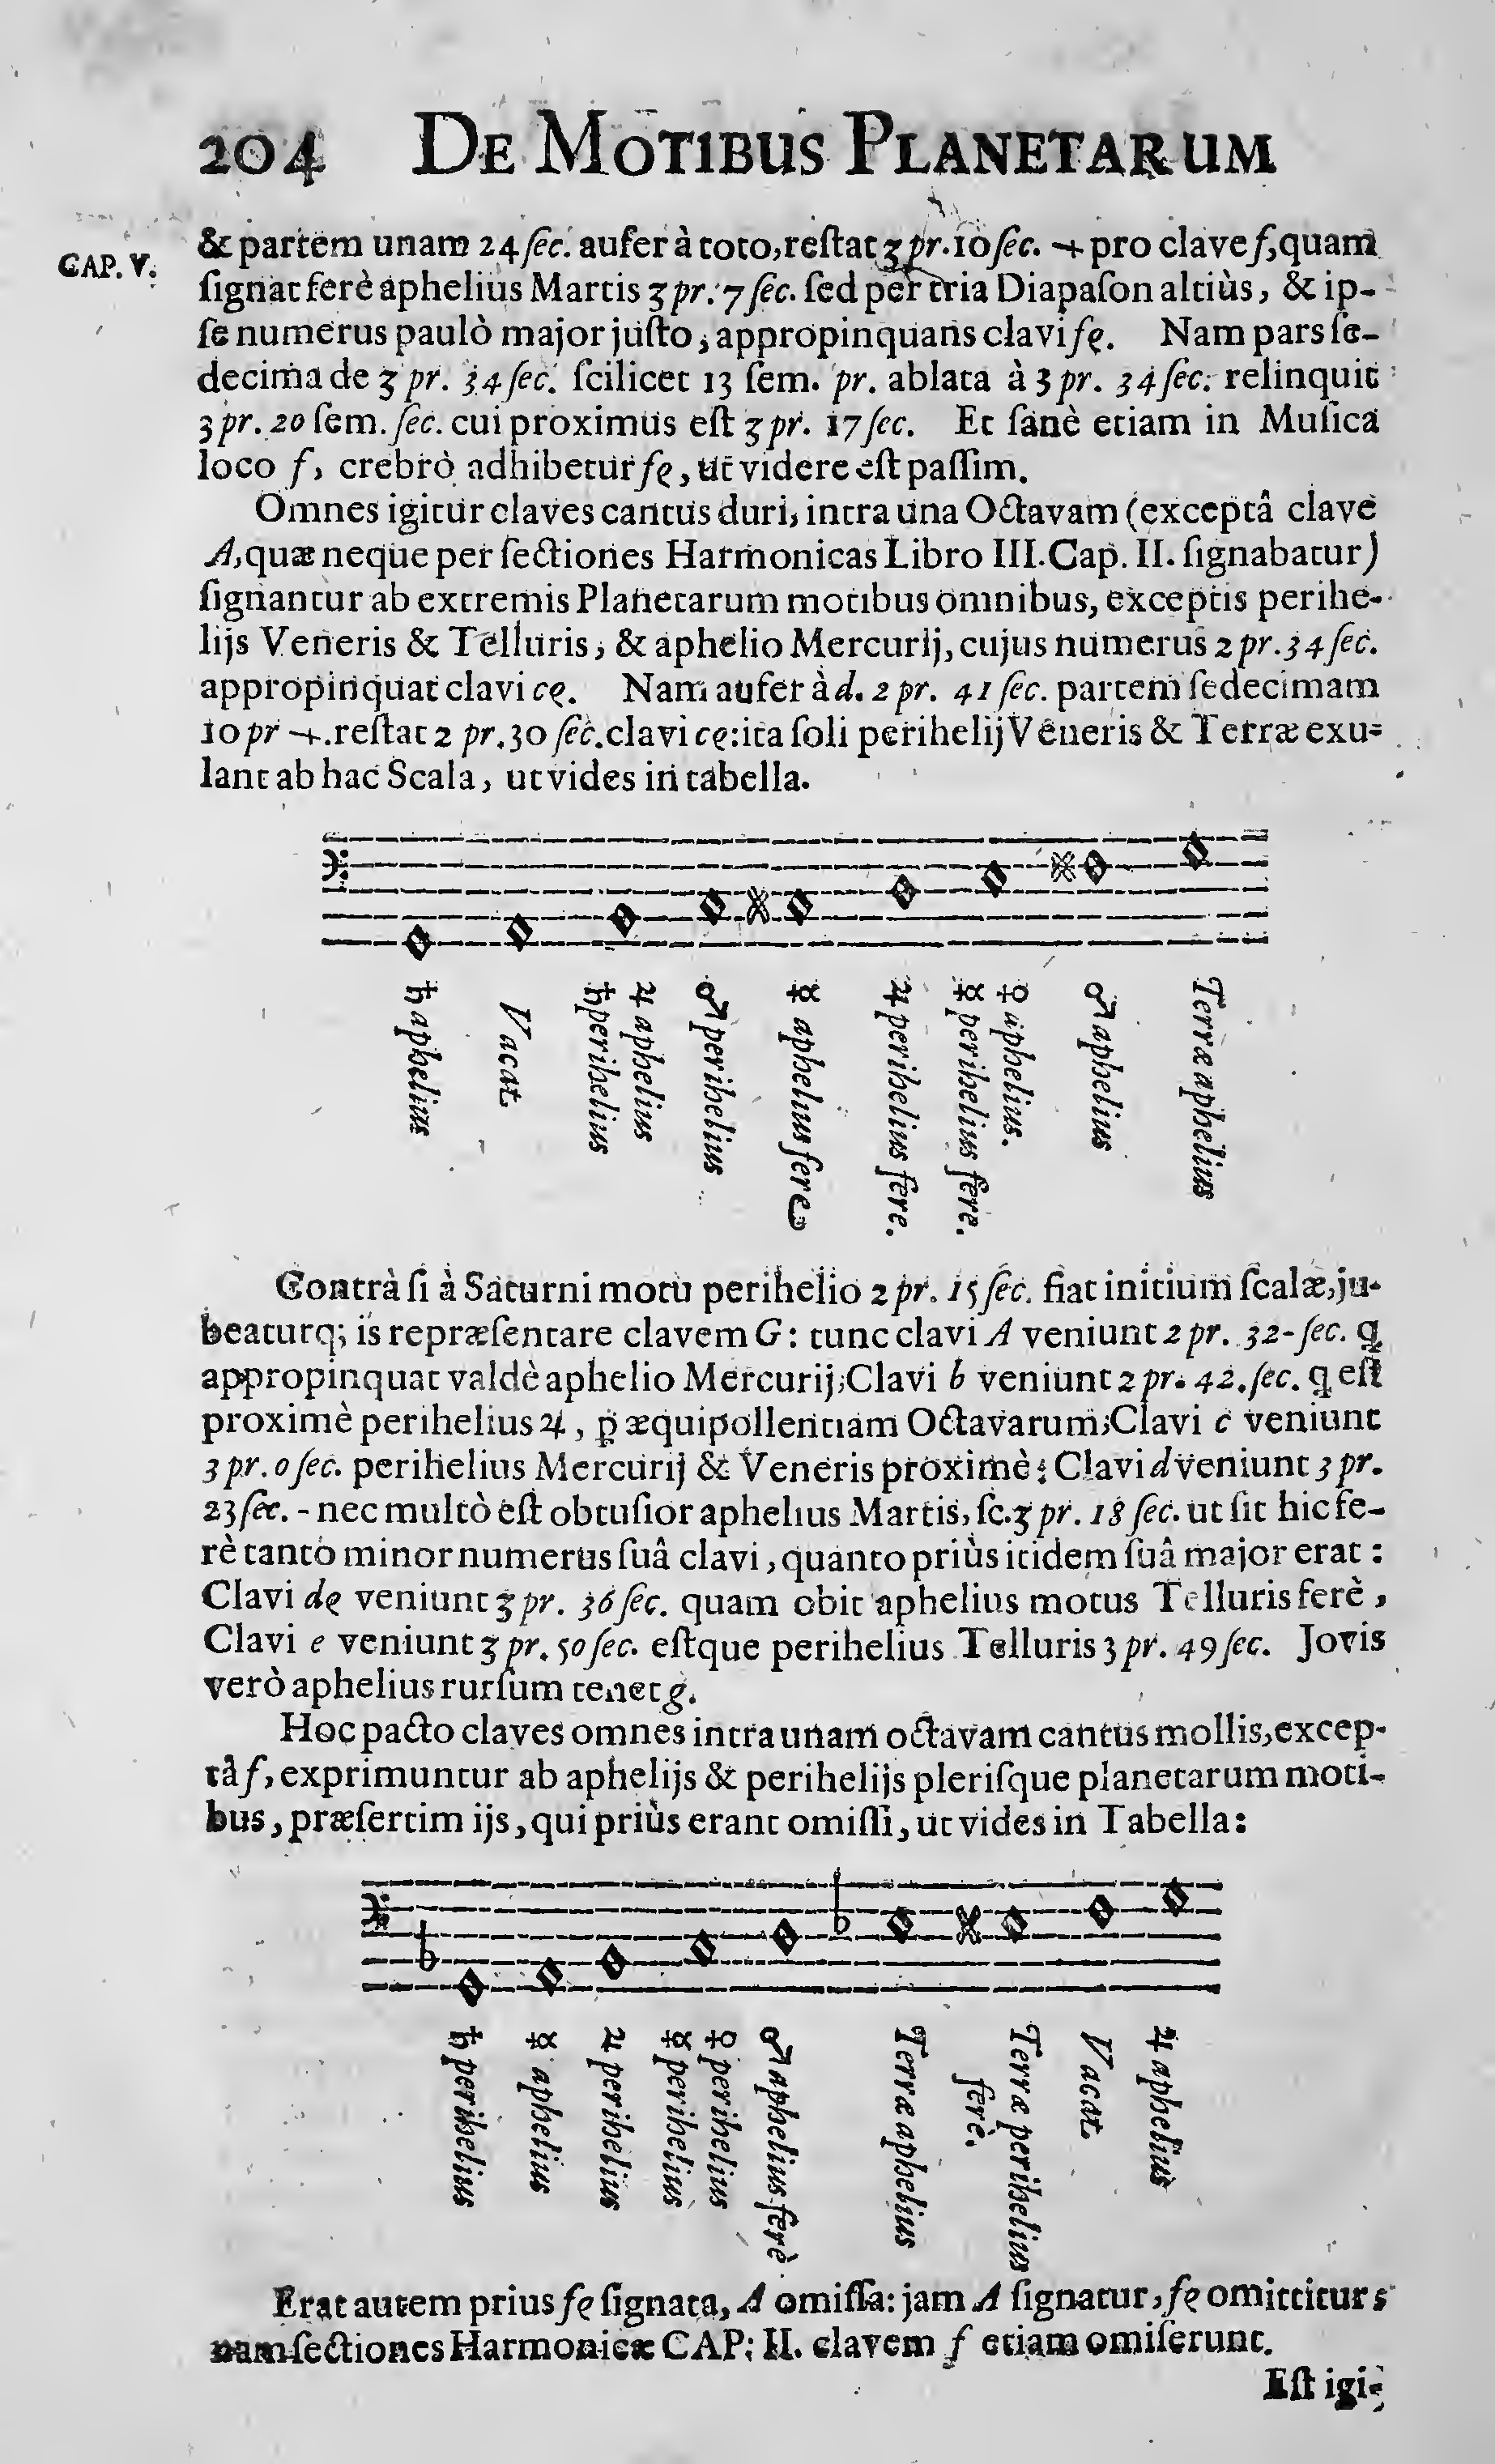 204 DE MOTIBUS PLANETARUM
CAP. V.
& partem unam 24 ſec. aufer à toto, reſtat 3 pr. 10 ſec. -+ pro clave f, quam
ſignat ferè aphelius Martis 3 pr. 7 ſec. ſed per tria Diapaſon altiùs, & ip-
ſe numerus paulò major juſto, appropinquans clavi fę. Nam pars ſe-
decima de 3 pr. 34 ſec. ſcilicet 13 ſem. pr. ablata à 3 pr. 34 ſec. relinquit
3 pr. 20 ſem. ſec. cui proximus eſt 3 pr. 17 ſec. Et ſanè etiam in Muſica
loco f, crebrò adhibetur fę, ut videre eſt paſſim.
Omnes igitur claves cantus duri, intra una Octavam (exceptâ clave
A, quæ neque per ſectiones Harmonicas Libro III. Cap. II. ſignabatur)
ſignantur ab extremis Planetarum motibus omnibus, exceptis perihe-
lijs Veneris & Telluris, & aphelio Mercurij, cujus numerus 2 pr. 34 ſec.
appropinquat clavi cę. Nam aufer à d. 2 pr. 41 ſec. partem ſedecimam
10 pr -+. reſtat 2 pr. 30 ſec. clavi cę: ita ſoli perihelij Veneris & Terræ exu-
lant ab hac Scala, ut vides in tabella.
♄ aphelius
Vacat.
♄ perihelius
♃ aphelius
♂ perihelius
☿ aphelius fere
♃ perihelius fere.
☿ perihelius fere.
♀ aphelius.
♂ aphelius
Terræ aphelius
Contrà ſi à Saturni motu perihelio 2 pr. 15 ſec. fiat initium ſcalæ, ju-
beaturq; is repræſentare clavem G: tunc clavi A veniunt 2 pr. 32 - ſec. q
appropinquat valdè aphelio Mercurij; Clavi b veniunt 2 pr. 42. ſec. q eſt
proximè perihelius ♃, ꝑ æquipollentiam Octavarum; Clavi c veniunt
3 pr. 0 ſec. perihelius Mercurij & Veneris proximè: Clavi d veniunt 3 pr.
23 ſec. - nec multò eſt obtuſior aphelius Martis, ſc. 3 pr. 18 ſec. ut ſit hic fe-
rè tanto minor numerus ſuâ clavi, quanto priùs itidem ſuâ major erat:
Clavi dę veniunt 3 pr. 36 ſec. quam obit aphelius motus Telluris ferè,
Clavi e veniunt 3 pr. 50 ſec. eſtque perihelius Telluris 3 pr. 49 ſec. Jovis
verò aphelius rurſum tenet g.
Hoc pacto claves omnes intra unam octavam cantus mollis, excep-
tâ f, exprimuntur ab aphelijs & perihelijs pleriſque planetarum moti-
bus, præſertim ijs, qui priùs erant omiſſi, ut vides in Tabella:
♄ perihelius
☿ aphelius
♃ perihelius
☿ perihelius
♀ perihelius
♂ aphelius ferè
Terræ aphelius
Terræ perihelius
ferè.
Vacat.
♃ aphelius
Erat autem prius fę ſignata, A omiſſa: jam A ſignatur, fę omittitur;
nam ſectiones Harmonicæ CAP: II. clavem f etiam omiſerunt.
Eſt igi-